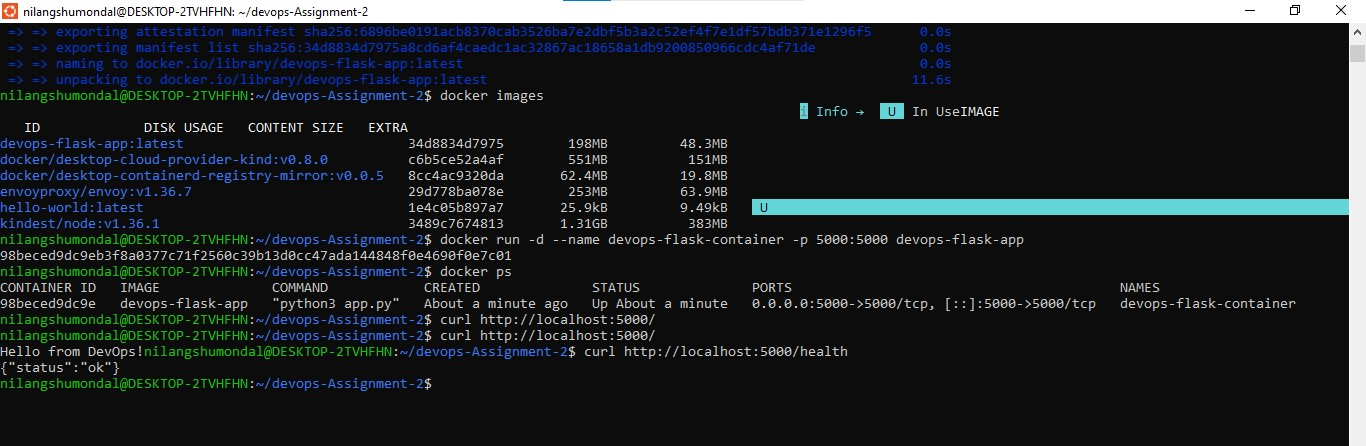 nilangshumondal@DESKTOP-2TVHFHN: ~/devops-Assignment-2
=> => exporting attestation manifest sha256:6896be0191acb8370cab3526ba7e2dbf5b3a2c52ef4f7e1df57bdb371e1296f5 0.0s
=> => exporting manifest list sha256:34d8834d7975a8cd6af4caedc1ac32867ac18658a1db9200850966cdc4af71de 0.0s
=> => naming to docker.io/library/devops-flask-app:latest 0.0s
=> => unpacking to docker.io/library/devops-flask-app:latest 11.6s
nilangshumondal@DESKTOP-2TVHFHN:~/devops-Assignment-2$ docker images
i Info → U In UseIMAGE
ID DISK USAGE CONTENT SIZE EXTRA
devops-flask-app:latest 34d8834d7975 198MB 48.3MB
docker/desktop-cloud-provider-kind:v0.8.0 c6b5ce52a4af 551MB 151MB
docker/desktop-containerd-registry-mirror:v0.0.5 8cc4ac9320da 62.4MB 19.8MB
envoyproxy/envoy:v1.36.7 29d778ba078e 253MB 63.9MB
hello-world:latest 1e4c05b897a7 25.9kB 9.49kB U
kindest/node:v1.36.1 3489c7674813 1.31GB 383MB
nilangshumondal@DESKTOP-2TVHFHN:~/devops-Assignment-2$ docker run -d --name devops-flask-container -p 5000:5000 devops-flask-app
98beced9dc9eb3f8a0377c71f2560c39b13d0cc47ada144848f0e4690f0e7c01
nilangshumondal@DESKTOP-2TVHFHN:~/devops-Assignment-2$ docker ps
CONTAINER ID IMAGE COMMAND CREATED STATUS PORTS NAMES
98beced9dc9e devops-flask-app "python3 app.py" About a minute ago Up About a minute 0.0.0.0:5000->5000/tcp, [::]:5000->5000/tcp devops-flask-container
nilangshumondal@DESKTOP-2TVHFHN:~/devops-Assignment-2$ curl http://localhost:5000/
nilangshumondal@DESKTOP-2TVHFHN:~/devops-Assignment-2$ curl http://localhost:5000/
Hello from DevOps!nilangshumondal@DESKTOP-2TVHFHN:~/devops-Assignment-2$ curl http://localhost:5000/health
{"status":"ok"}
nilangshumondal@DESKTOP-2TVHFHN:~/devops-Assignment-2$